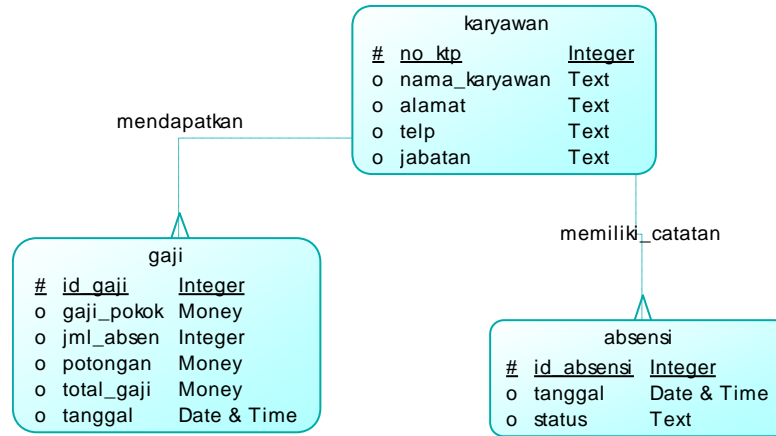 karyawan
# no_ktp Integer
o nama_karyawan Text
o alamat Text
o telp Text
o jabatan Text
mendapatkan
memiliki_catatan
gaji
# id_gaji Integer
o gaji_pokok Money
o jml_absen Integer
o potongan Money
o total_gaji Money
o tanggal Date & Time
absensi
# id_absensi Integer
o tanggal Date & Time
o status Text